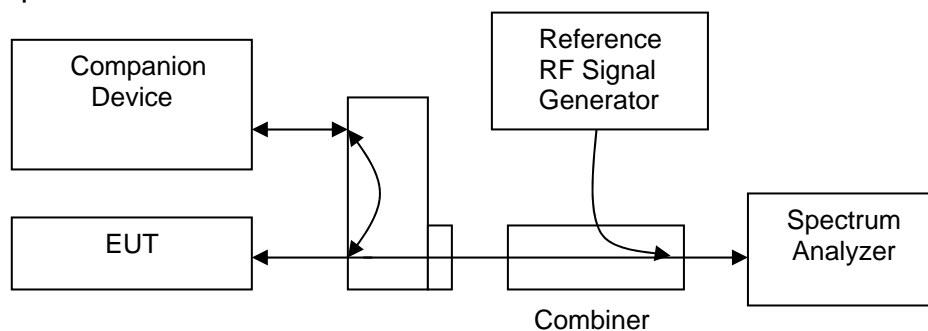 Companion
Device
Reference
RF Signal
Generator
EUT
Spectrum
Analyzer
Combiner